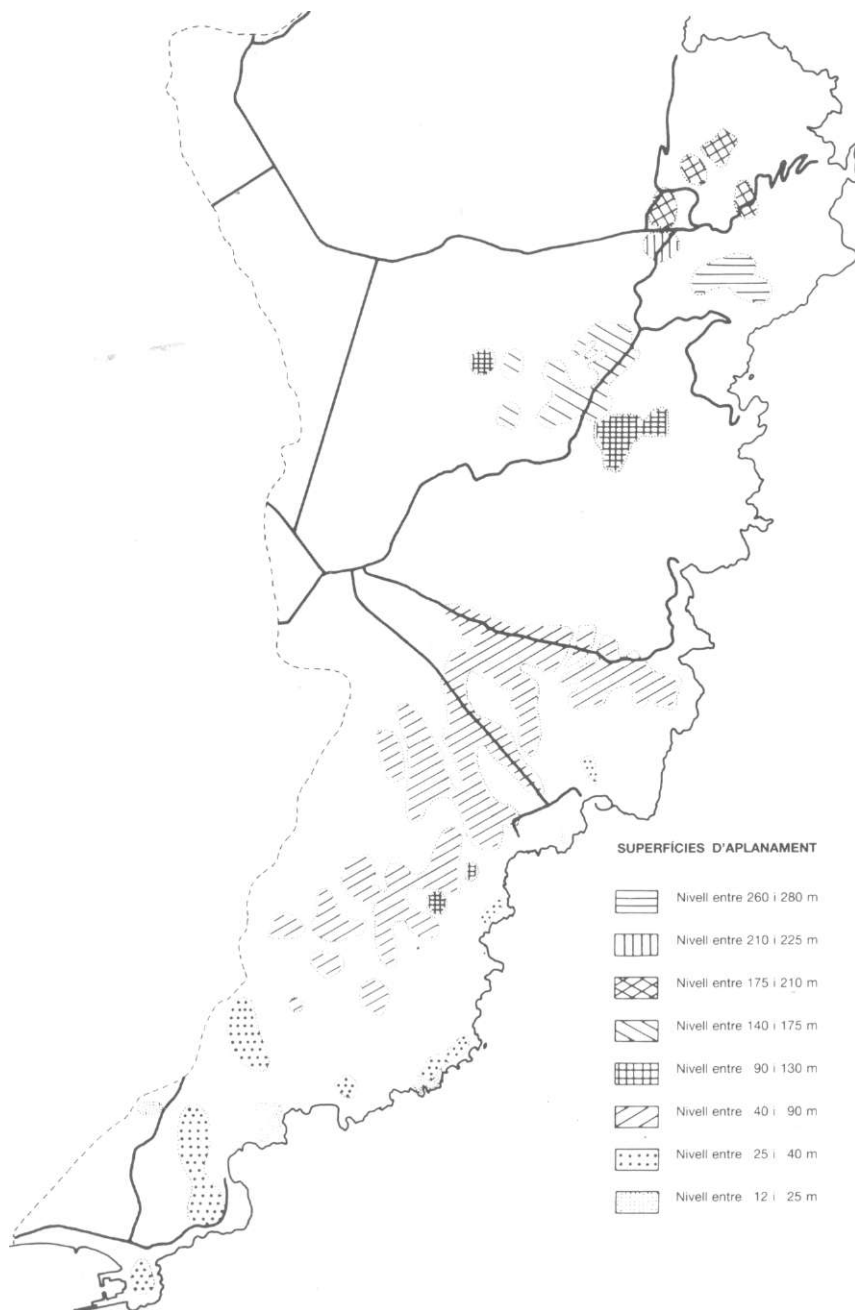 SUPERFÍCIES D'APLANAMENT
Nivell entre 260 i 280 m
Nivell entre 210 i 225 m
Nivell entre 175 i 210 m
Nivell entre 140 i 175 m
Nivell entre 90 i 130 m
Nivell entre 40 i 90 m
Nivell entre 25 i 40 m
Nivell entre 12 i 25 m